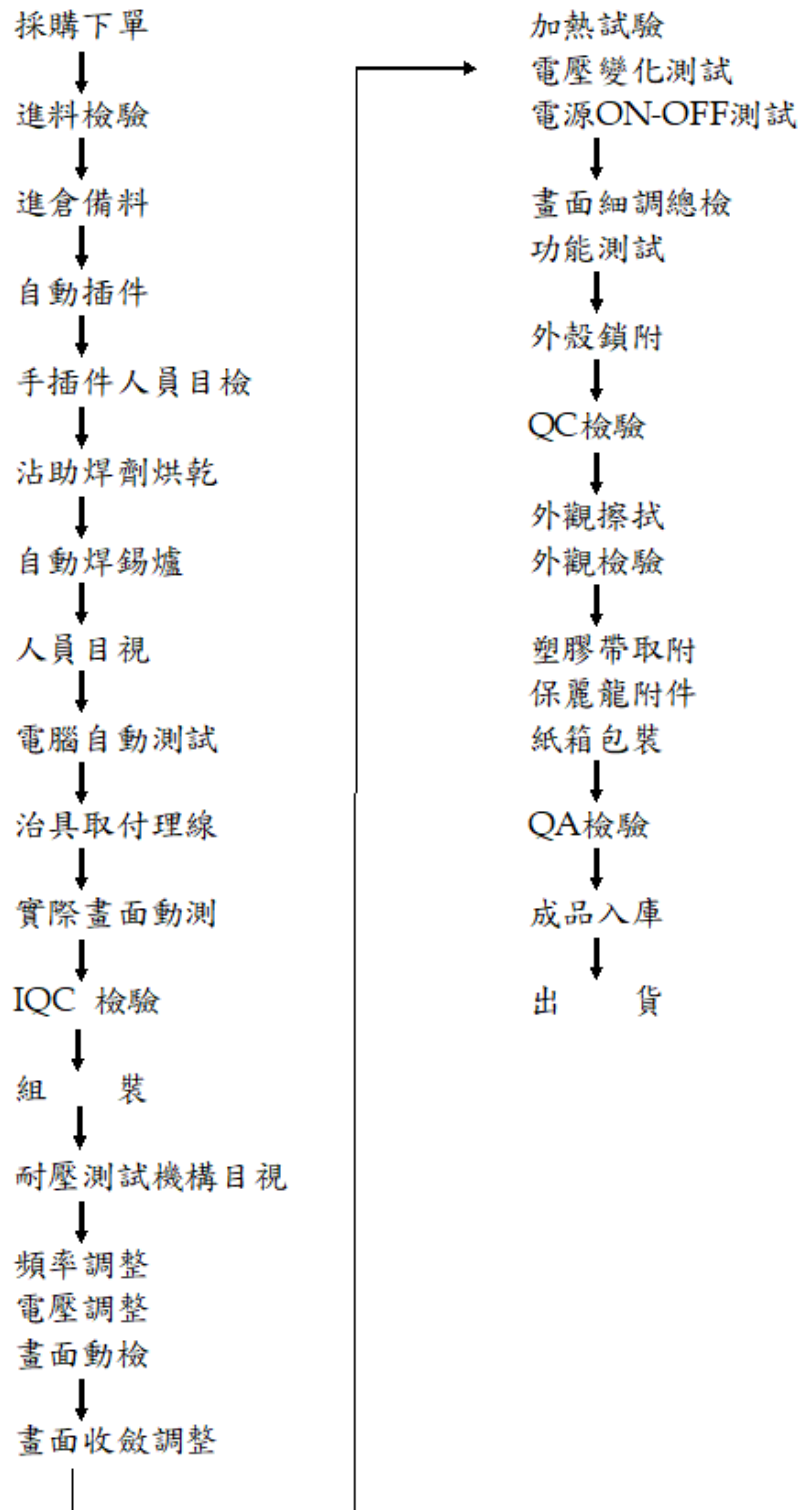 採購下單
進料檢驗
進倉備料
自動插件
手插件人員目檢
沾助焊劑烘乾
自動焊錫爐
人員目視
電腦自動測試
治具取付理線
實際畫面動測
IQC 檢驗
組 裝
耐壓測試機構目視
頻率調整
電壓調整
畫面動檢
畫面收斂調整
加熱試驗
電壓變化測試
電源ON-OFF測試
畫面細調總檢
功能測試
外殼鎖附
QC檢驗
外觀擦拭
外觀檢驗
塑膠帶取附
保麗龍附件
紙箱包裝
QA檢驗
成品入庫
出 貨